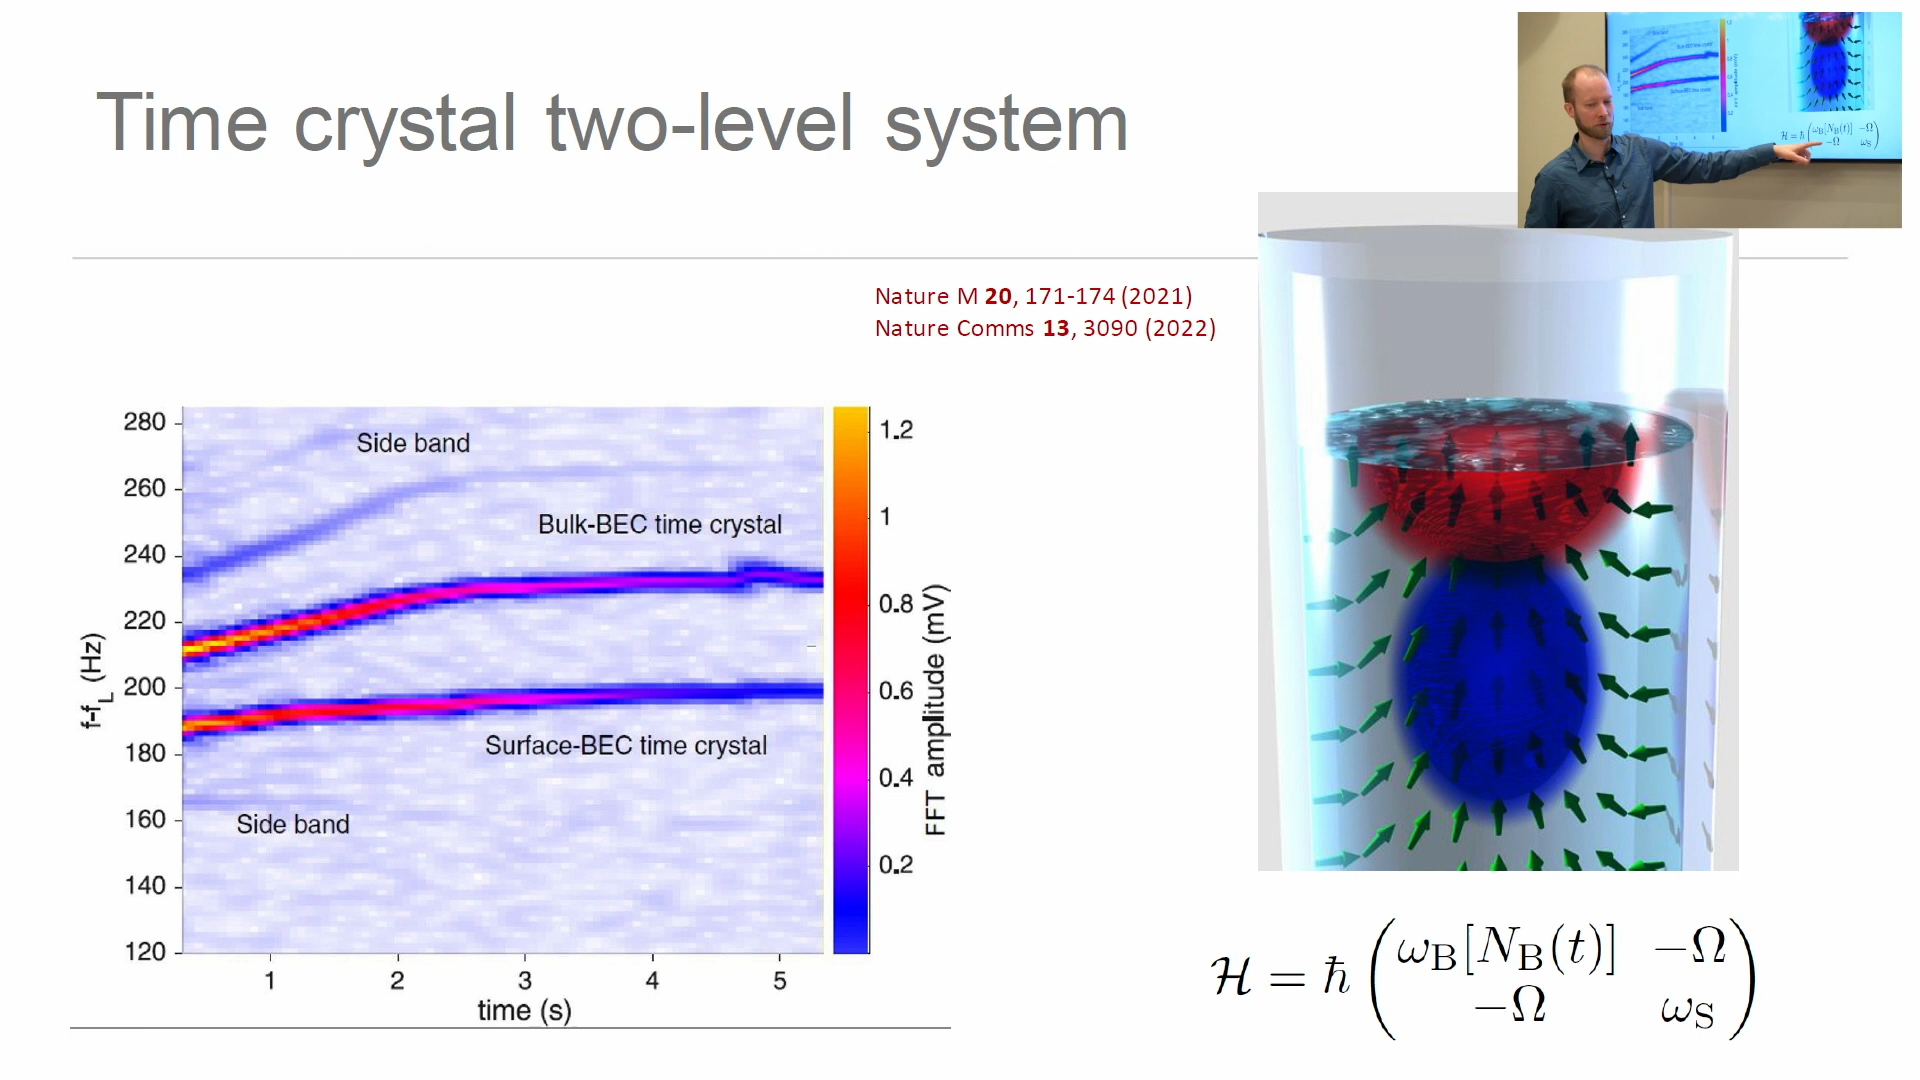 Time crystal two-level system
Nature M 20, 171-174 (2021)
Nature Comms 13, 3090 (2022)
280
260
240
220
200
180
160
140
120
f-f_L (Hz)
Side band
Bulk-BEC time crystal
Surface-BEC time crystal
Side band
1 2 3 4 5
time (s)
1.2
1
0.8
0.6
0.4
0.2
FFT amplitude (mV)
ℋ = ħ ( ω_B[N_B(t)] −Ω
−Ω ω_S )